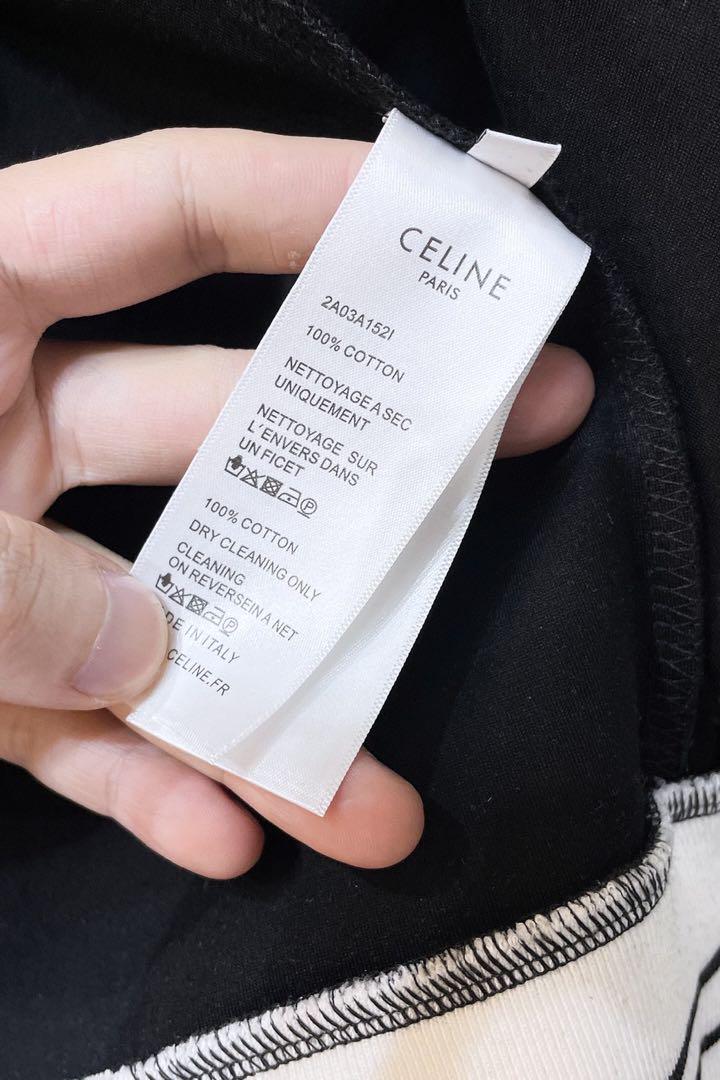 CELINE
PARIS
2A03A152I
100% COTTON
NETTOYAGE A SEC
UNIQUEMENT
NETTOYAGE SUR
L'ENVERS DANS
UN FICET
P
100% COTTON
DRY CLEANING ONLY
CLEANING
ON REVERSEIN A NET
P
DE IN ITALY
CELINE.FR